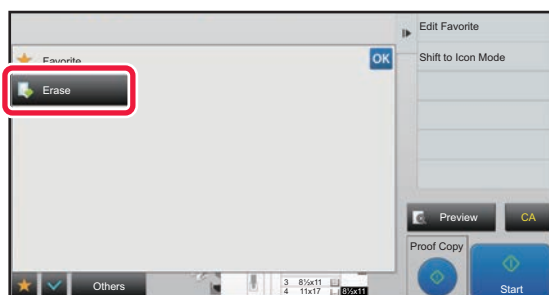 Edit Favorite
Favorite
OK
Shift to Icon Mode
Erase
Preview
CA
Proof Copy
Start
Others
3 8½x11
4 11x17
8½x11